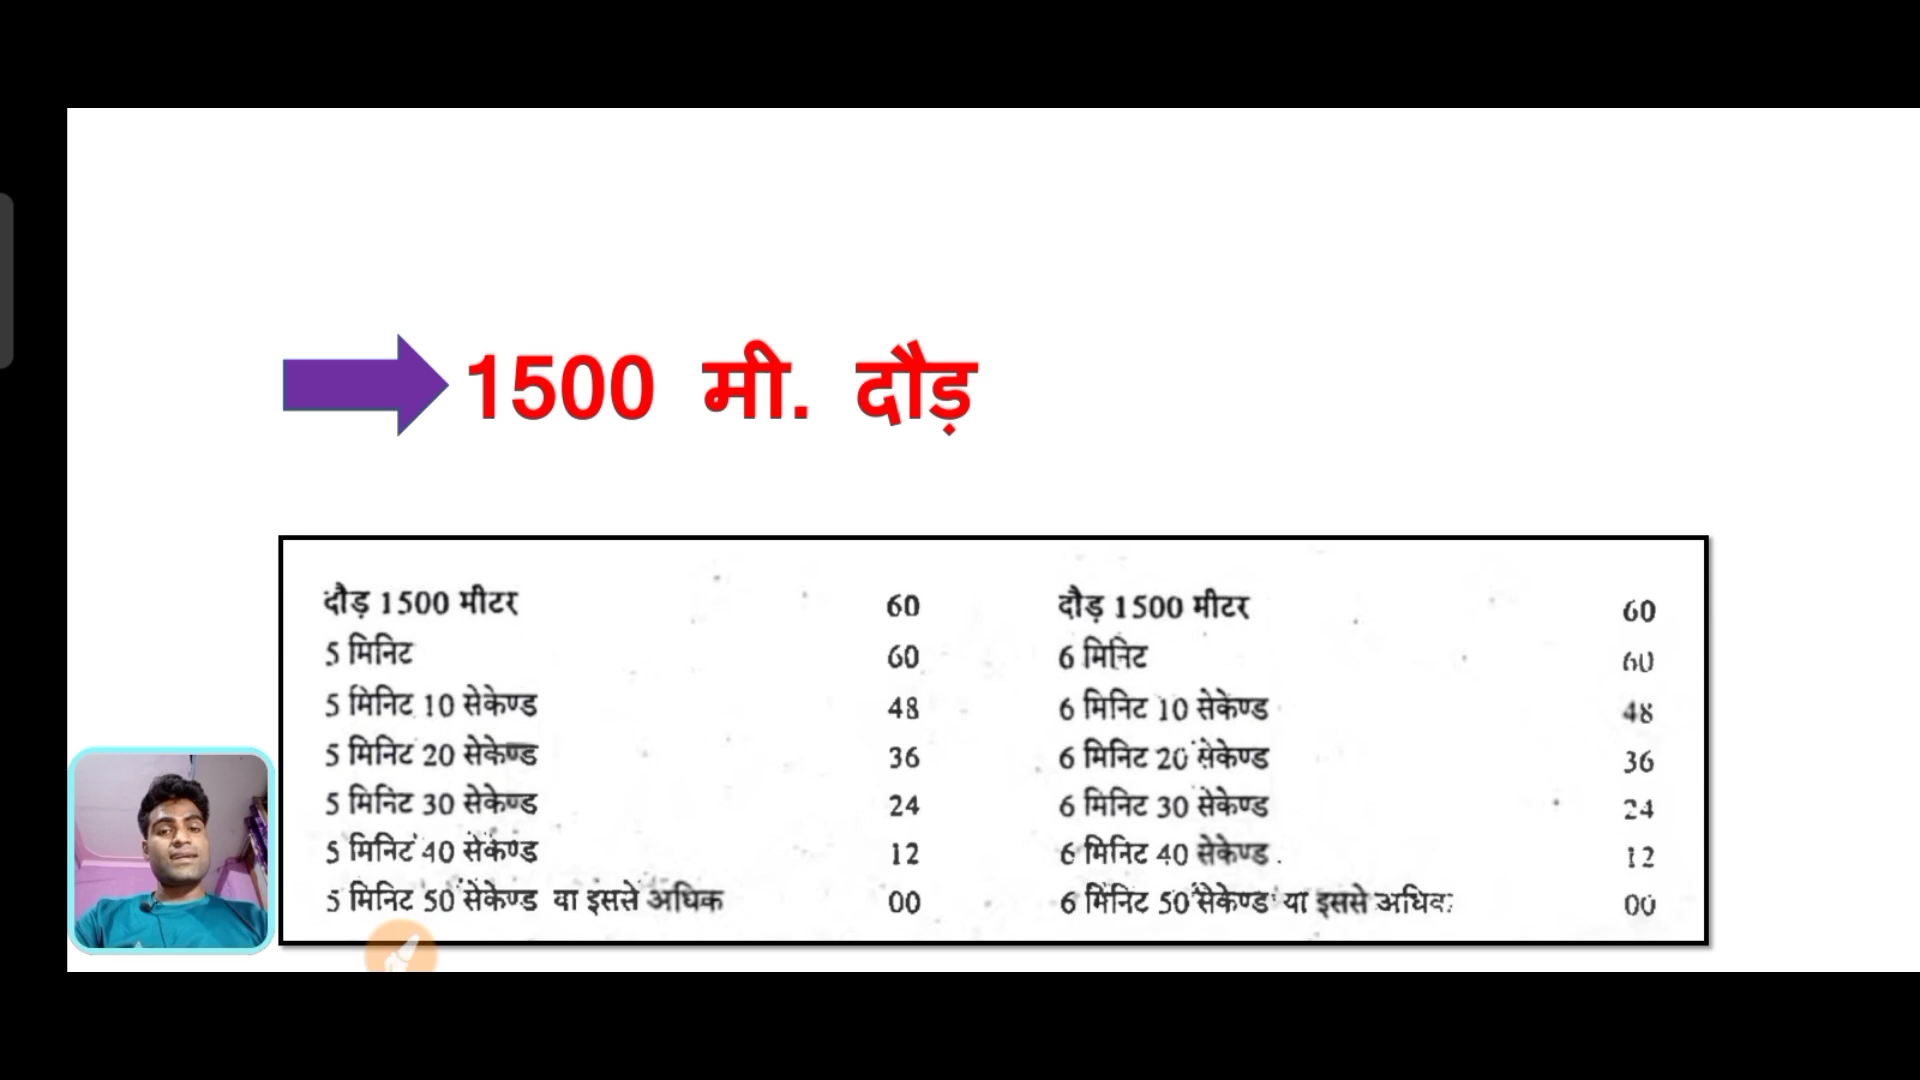 1500 मी. दौड़
दौड़ 1500 मीटर 60 दौड़ 1500 मीटर 60
5 मिनिट 60 6 मिनिट 60
5 मिनिट 10 सेकेण्ड 48 6 मिनिट 10 सेकेण्ड 48
5 मिनिट 20 सेकेण्ड 36 6 मिनिट 20 सेकेण्ड 36
5 मिनिट 30 सेकेण्ड 24 6 मिनिट 30 सेकेण्ड 24
5 मिनिट 40 सेकेण्ड 12 6 मिनिट 40 सेकेण्ड 12
5 मिनिट 50 सेकेण्ड या इससे अधिक 00 6 मिनिट 50 सेकेण्ड या इससे अधिक 00